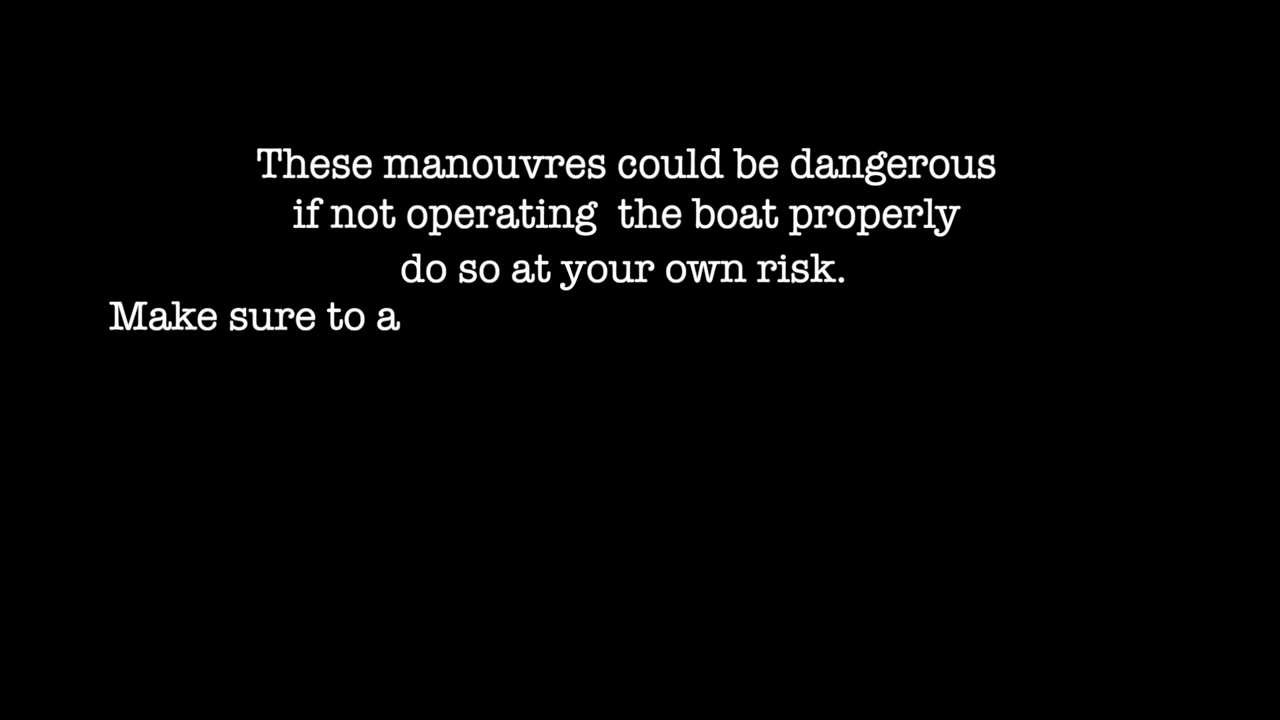 These manouvres could be dangerous
if not operating  the boat properly
do so at your own risk.
Make sure to a